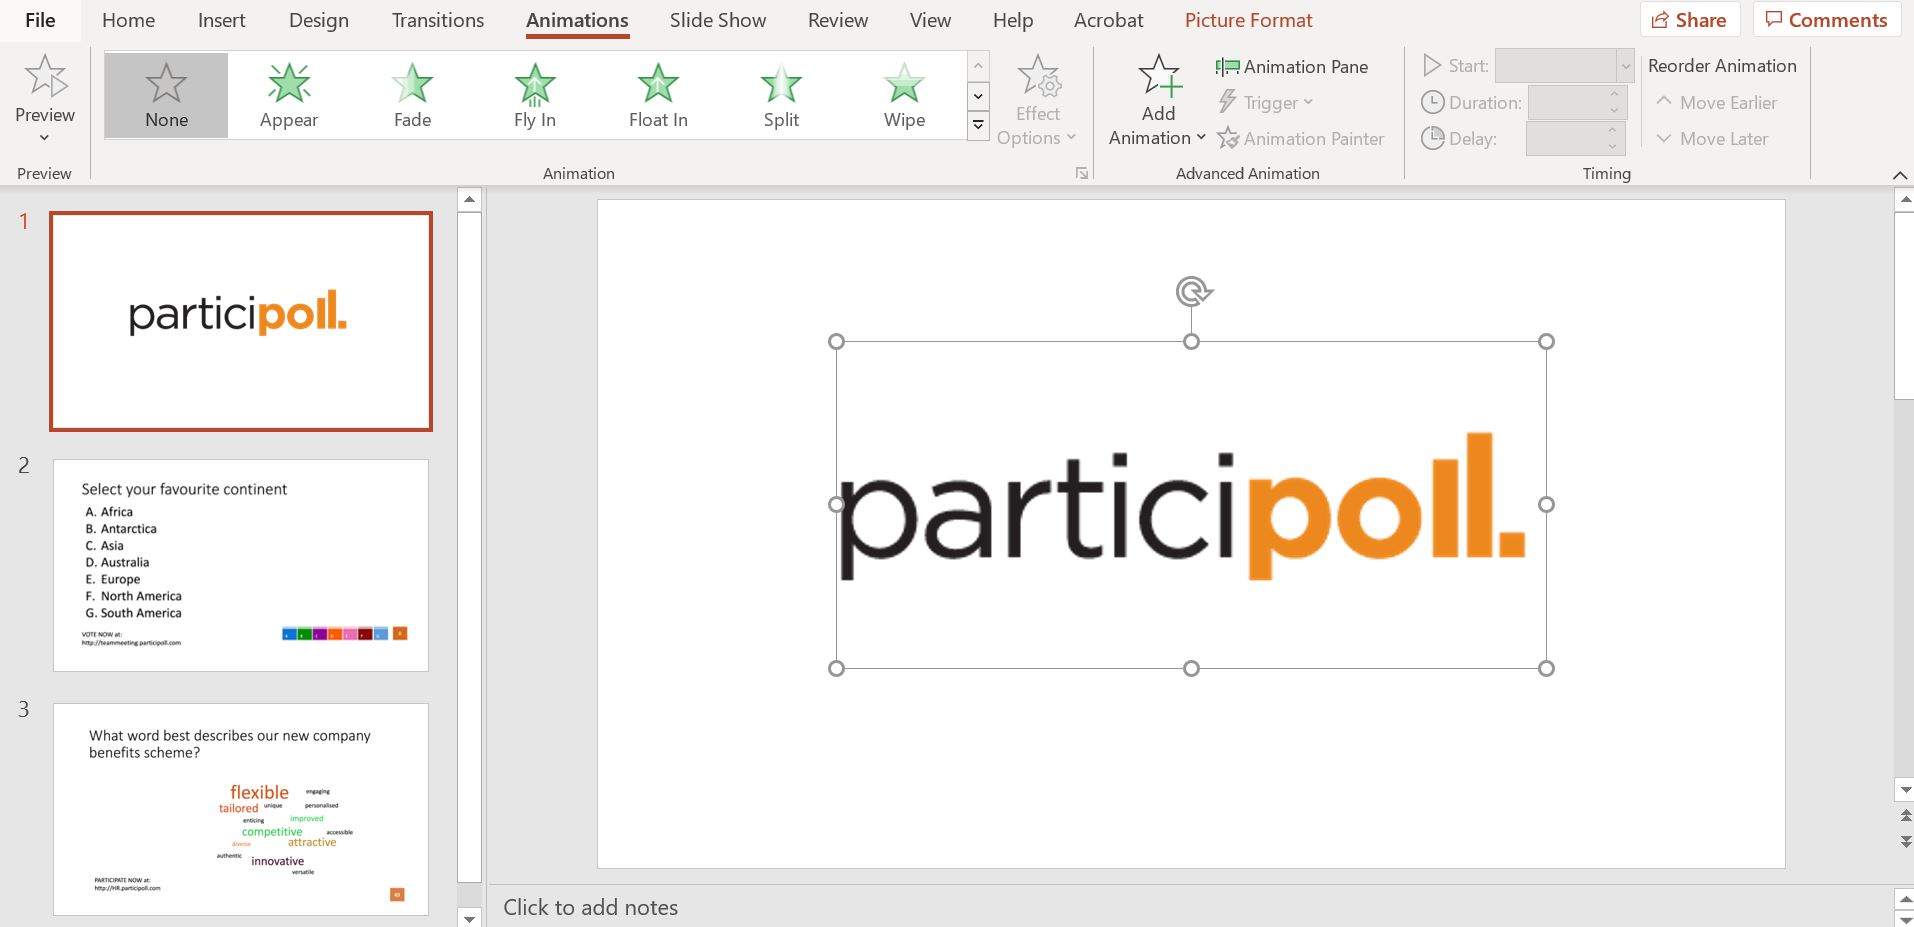 File Home Insert Design Transitions Animations Slide Show Review View Help Acrobat Picture Format Share Comments
Preview
None Appear Fade Fly In Float In Split Wipe
Effect
Options
Add
Animation
Animation Pane
Trigger
Animation Painter
Start:
Duration:
Delay:
Reorder Animation
Move Earlier
Move Later
Preview Animation Advanced Animation Timing
1
participoll.
2
Select your favourite continent
A. Africa
B. Antarctica
C. Asia
D. Australia
E. Europe
F. North America
G. South America
VOTE NOW at:
http://teammeeting.participoll.com
3
What word best describes our new company
benefits scheme?
flexible engaging
tailored unique personalised
enticing improved
competitive accessible
diverse attractive
authentic innovative
versatile
PARTICIPATE NOW at:
http://HR.participoll.com
participoll.
Click to add notes